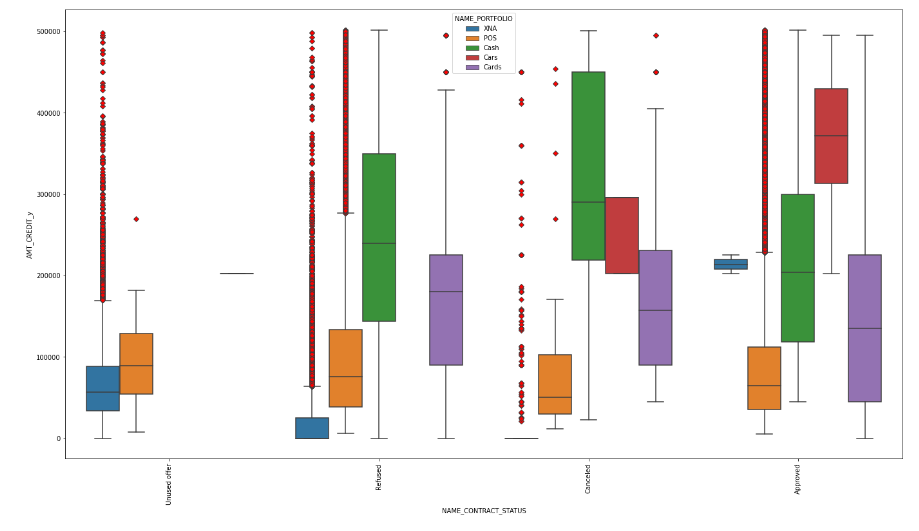 NAME_PORTFOLIO
XNA
POS
Cash
Cars
Cards
500000
400000
300000
200000
100000
0
AMT_CREDIT_y
Unused offer
Refused
Canceled
Approved
NAME_CONTRACT_STATUS